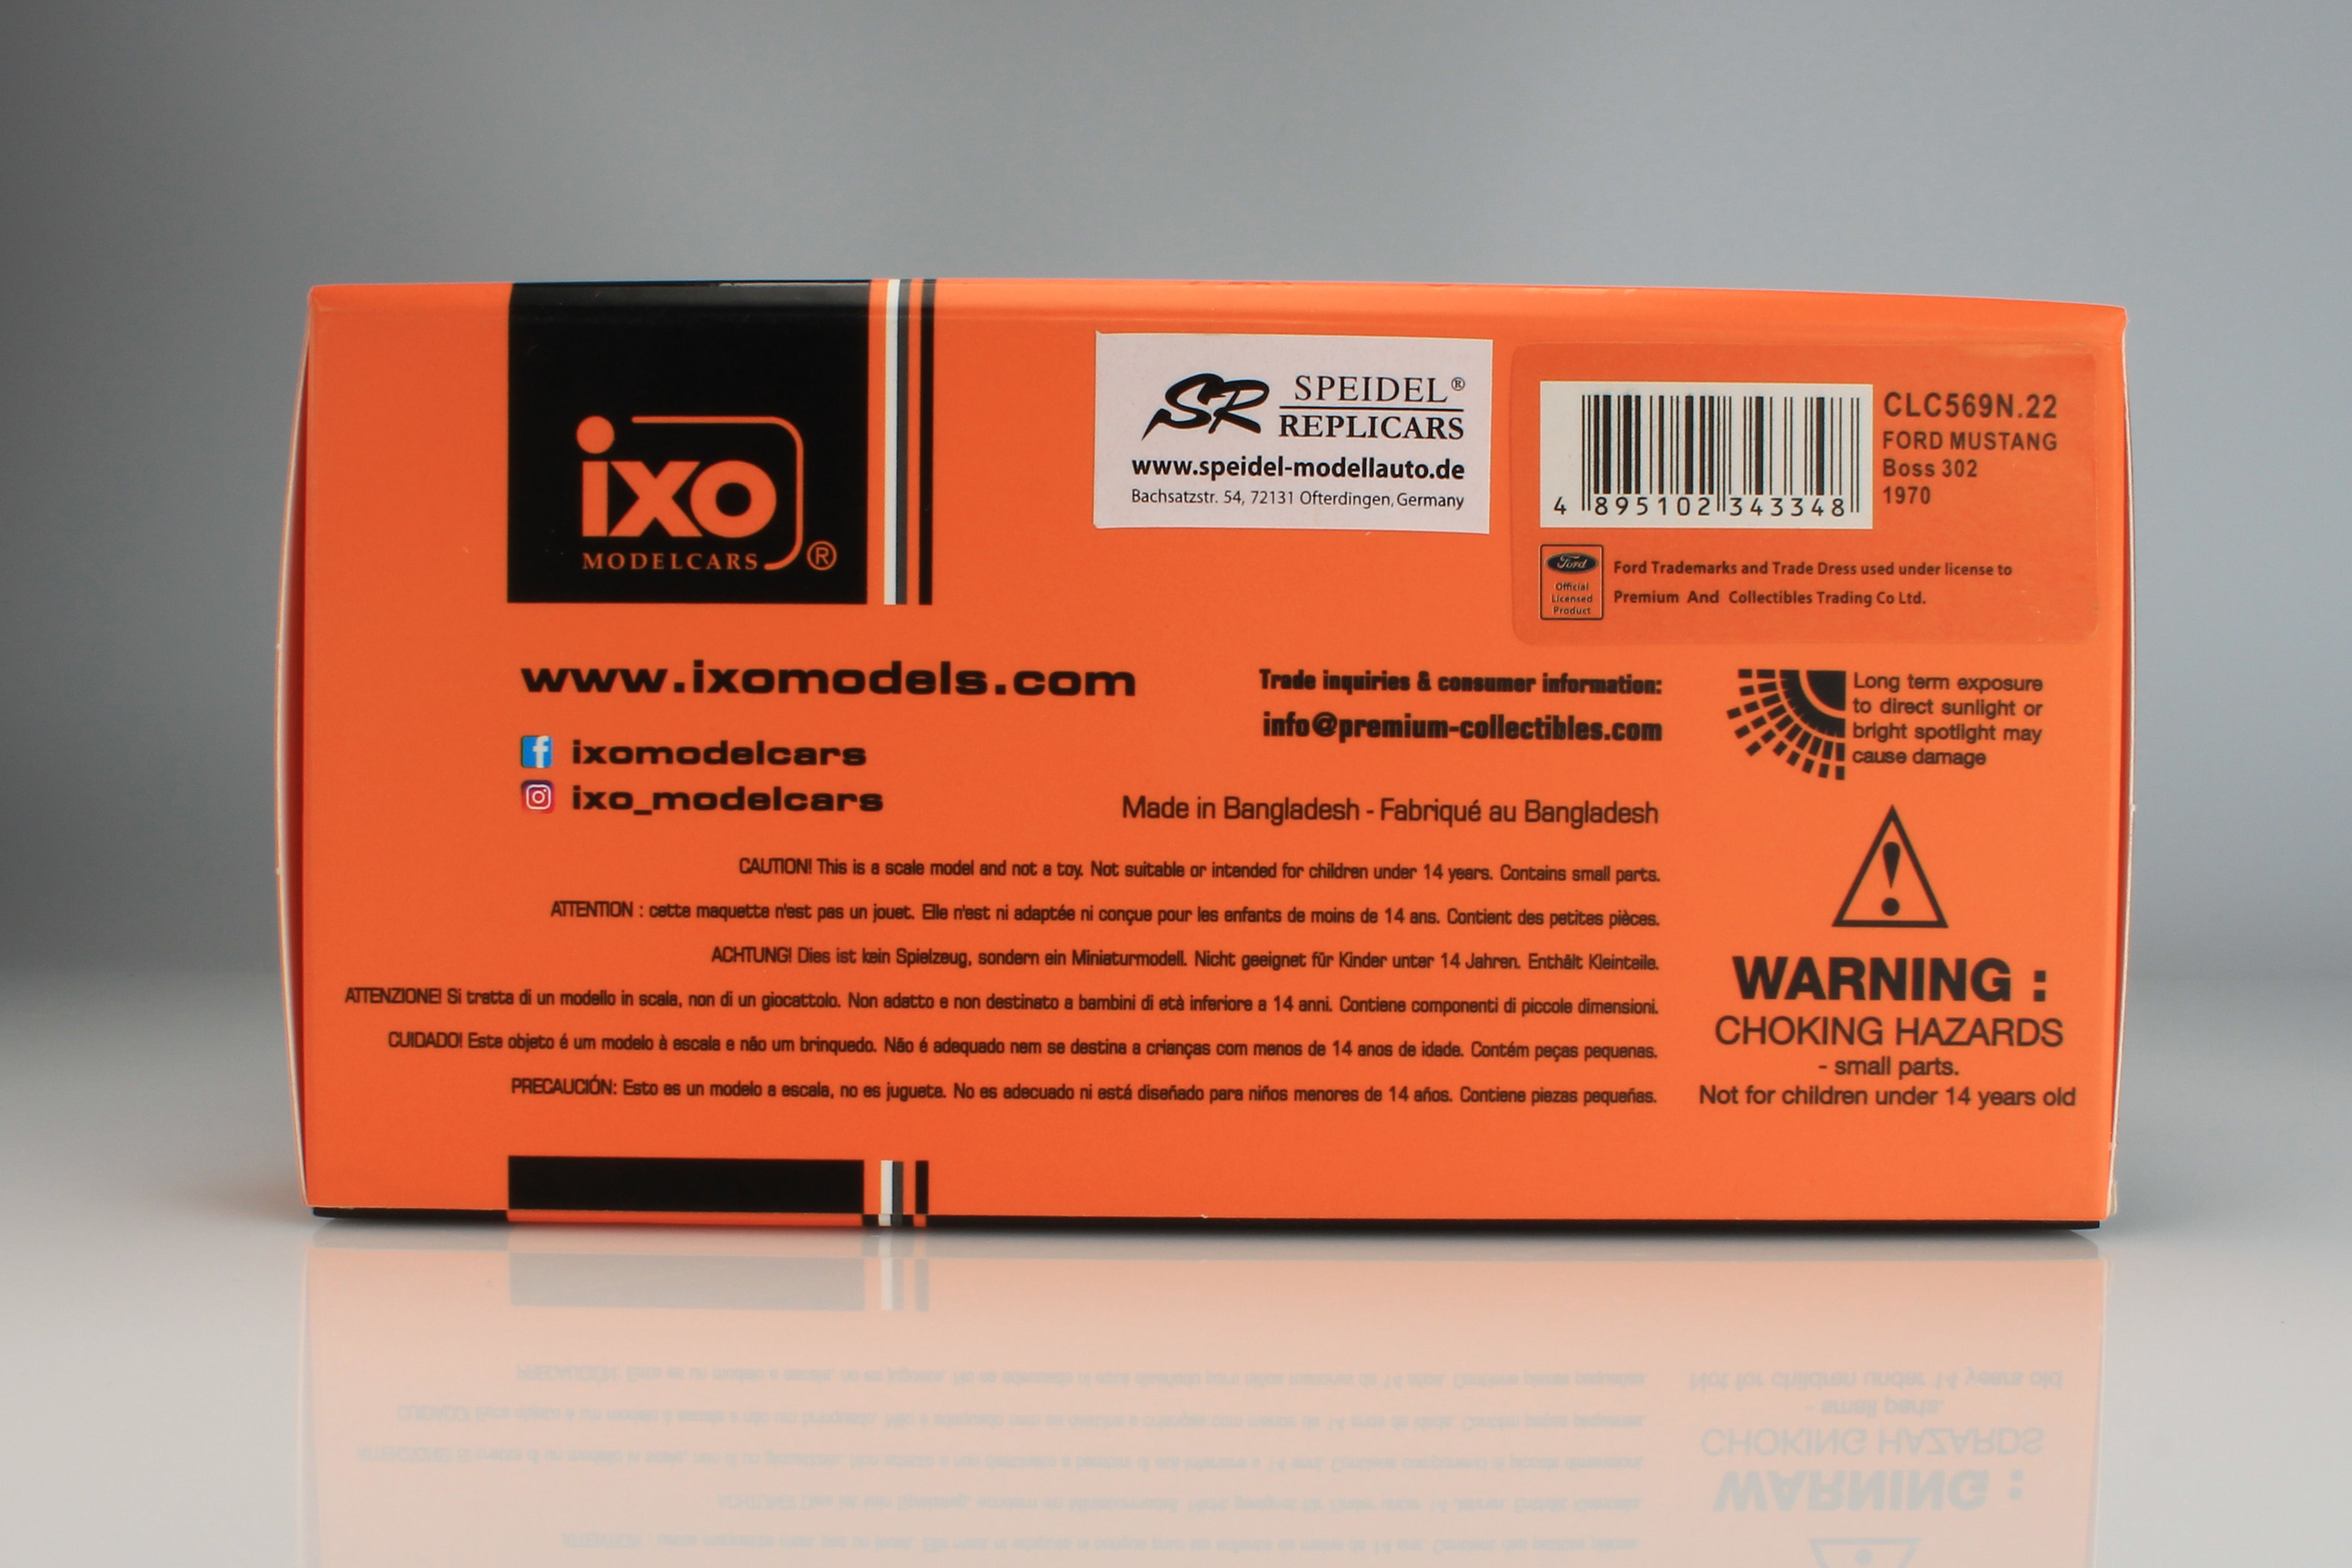 ixo
MODELCARS ®
SR SPEIDEL®
REPLICARS
www.speidel-modellauto.de
Bachsatzstr. 54, 72131 Ofterdingen, Germany
4 895102 343348
CLC569N.22
FORD MUSTANG
Boss 302
1970
Ford
Official
Licensed
Product
Ford Trademarks and Trade Dress used under license to
Premium And Collectibles Trading Co Ltd.
www.ixomodels.com
f ixomodelcars
ixo_modelcars
Trade inquiries & consumer information:
info@premium-collectibles.com
Long term exposure
to direct sunlight or
bright spotlight may
cause damage
Made in Bangladesh - Fabriqué au Bangladesh
CAUTION! This is a scale model and not a toy. Not suitable or intended for children under 14 years. Contains small parts.
ATTENTION : cette maquette n'est pas un jouet. Elle n'est ni adaptée ni conçue pour les enfants de moins de 14 ans. Contient des petites pièces.
ACHTUNG! Dies ist kein Spielzeug, sondern ein Miniaturmodell. Nicht geeignet für Kinder unter 14 Jahren. Enthält Kleinteile.
ATTENZIONE! Si tratta di un modello in scala, non di un giocattolo. Non adatto e non destinato a bambini di età inferiore a 14 anni. Contiene componenti di piccole dimensioni.
CUIDADO! Este objeto é um modelo à escala e não um brinquedo. Não é adequado nem se destina a crianças com menos de 14 anos de idade. Contém peças pequenas.
PRECAUCIÓN: Esto es un modelo a escala, no es juguete. No es adecuado ni está diseñado para niños menores de 14 años. Contiene piezas pequeñas.
WARNING :
CHOKING HAZARDS
- small parts.
Not for children under 14 years old